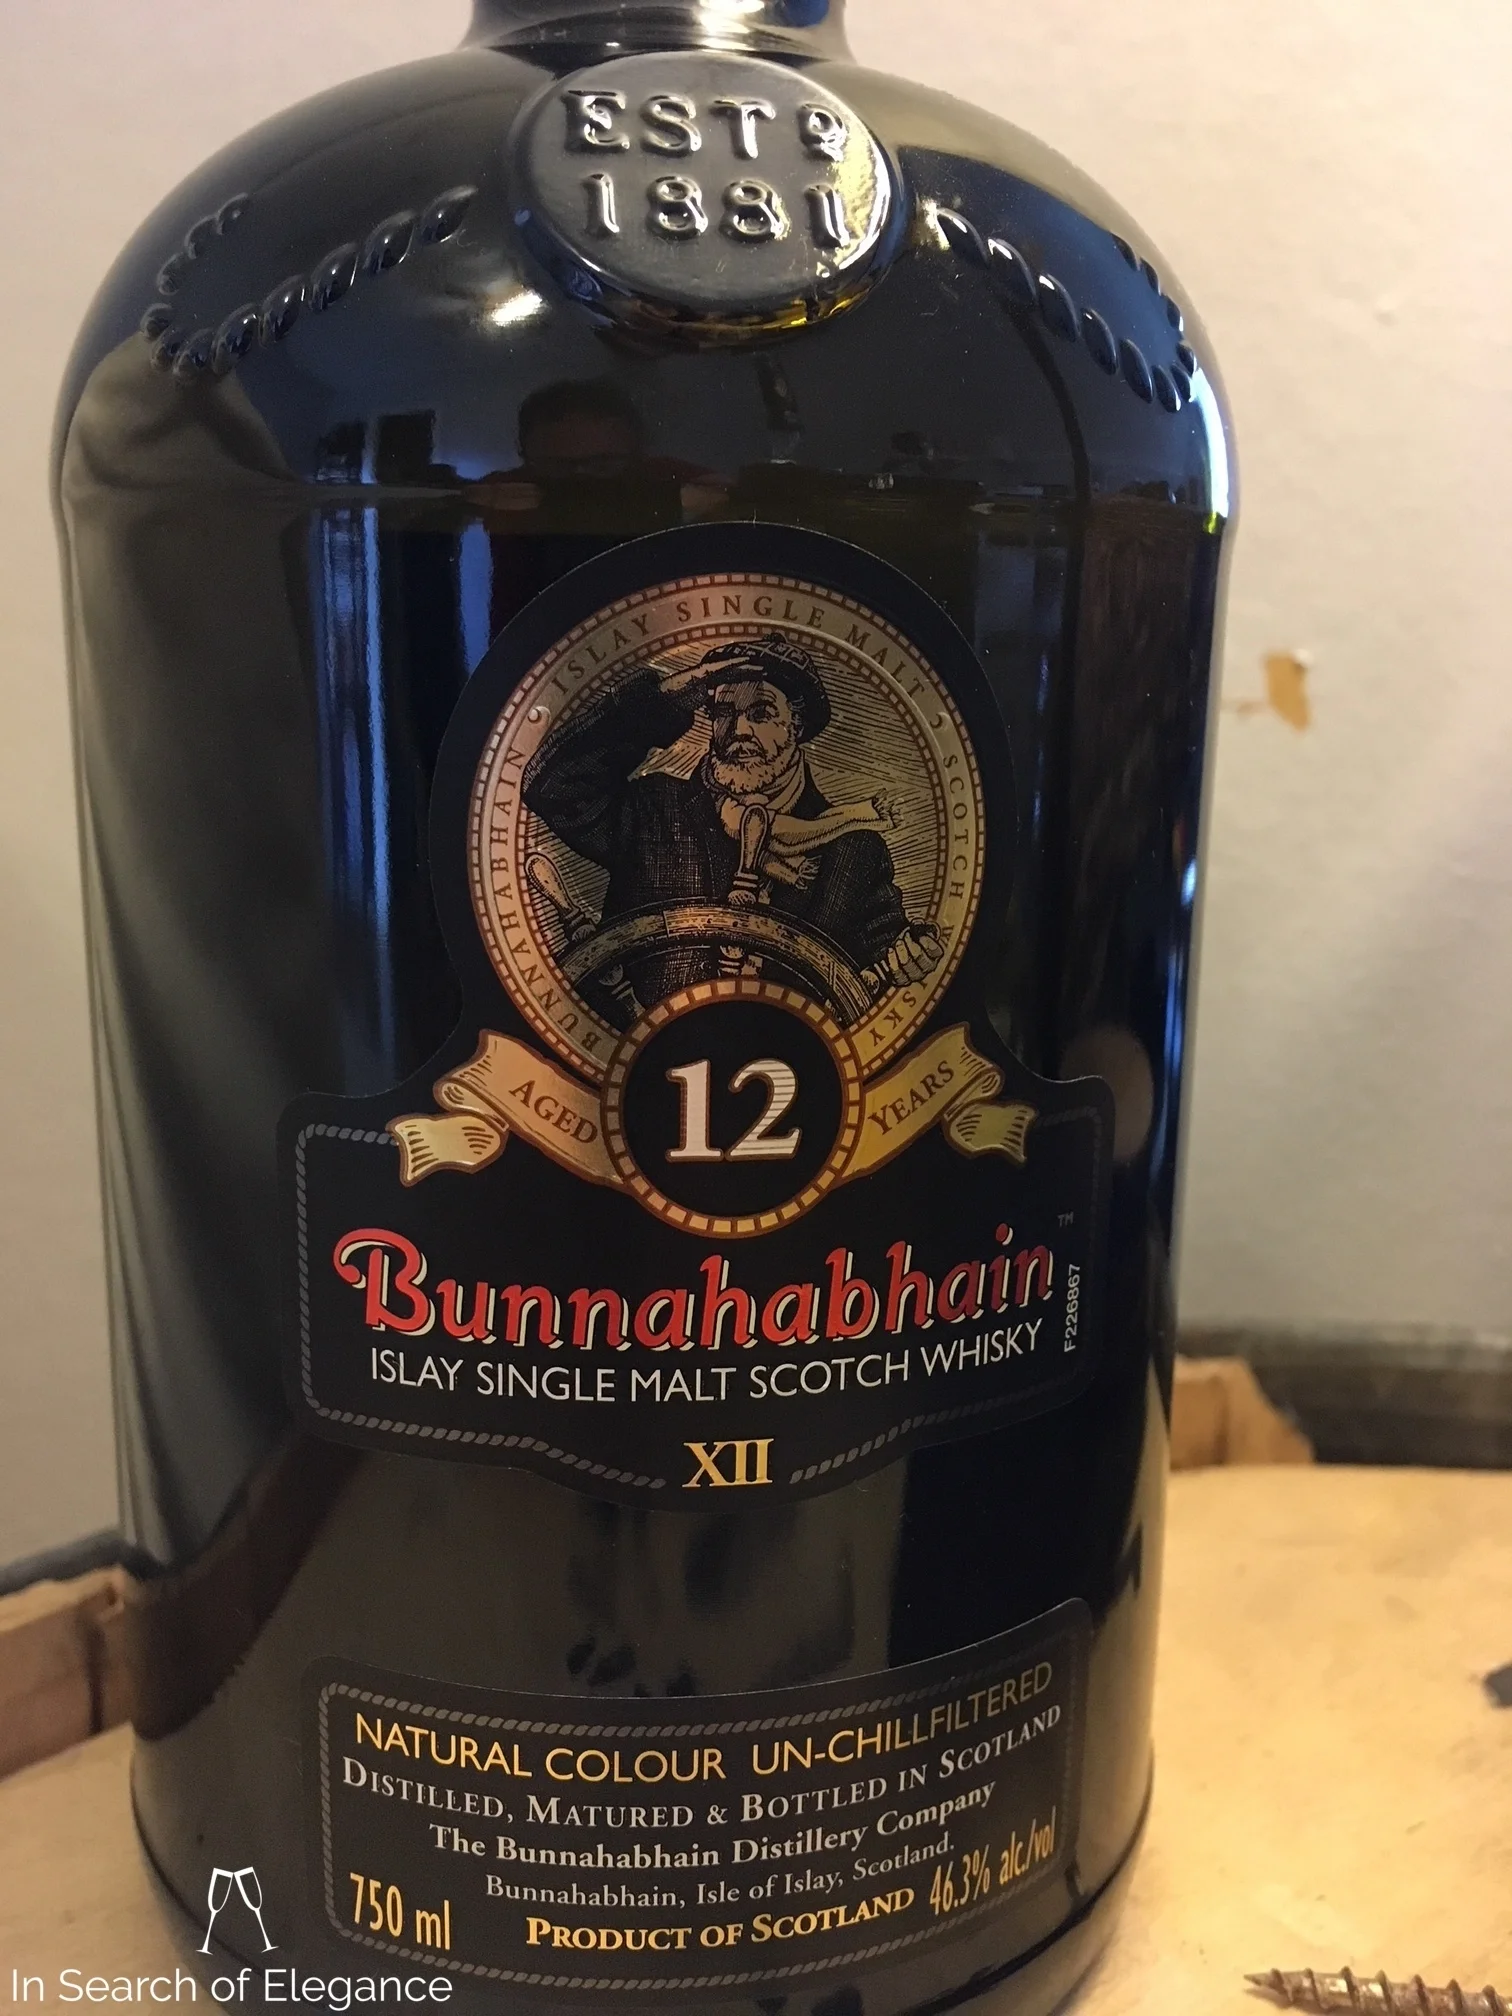 ESTD
1881
BUNNAHABHAIN ISLAY SINGLE MALT SCOTCH WHISKY
AGED 12 YEARS
Bunnahabhain™
ISLAY SINGLE MALT SCOTCH WHISKY
F226867
XII
NATURAL COLOUR UN-CHILLFILTERED
DISTILLED, MATURED & BOTTLED IN SCOTLAND
The Bunnahabhain Distillery Company
Bunnahabhain, Isle of Islay, Scotland.
750 ml PRODUCT OF SCOTLAND 46.3% alc./vol
In Search of Elegance